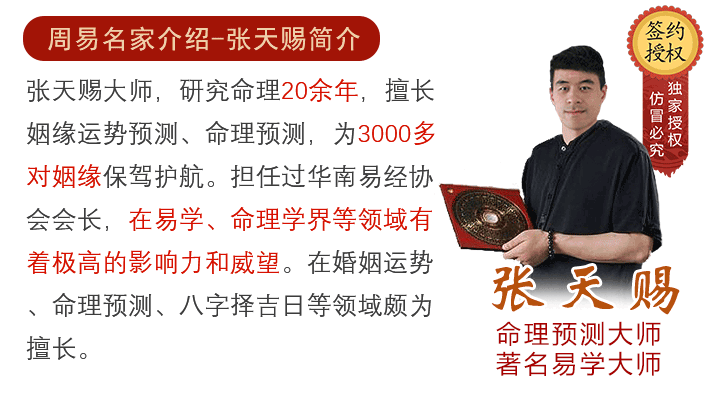 周易名家介绍-张天赐简介
张天赐大师，研究命理20余年，擅长
姻缘运势预测、命理预测，为3000多
对姻缘保驾护航。担任过华南易经协
会会长，在易学、命理学界等领域有
着极高的影响力和威望。在婚姻运势
、命理预测、八字择吉日等领域颇为
擅长。
签约
授权
独家授权
仿冒必究
张天赐
命理预测大师
著名易学大师